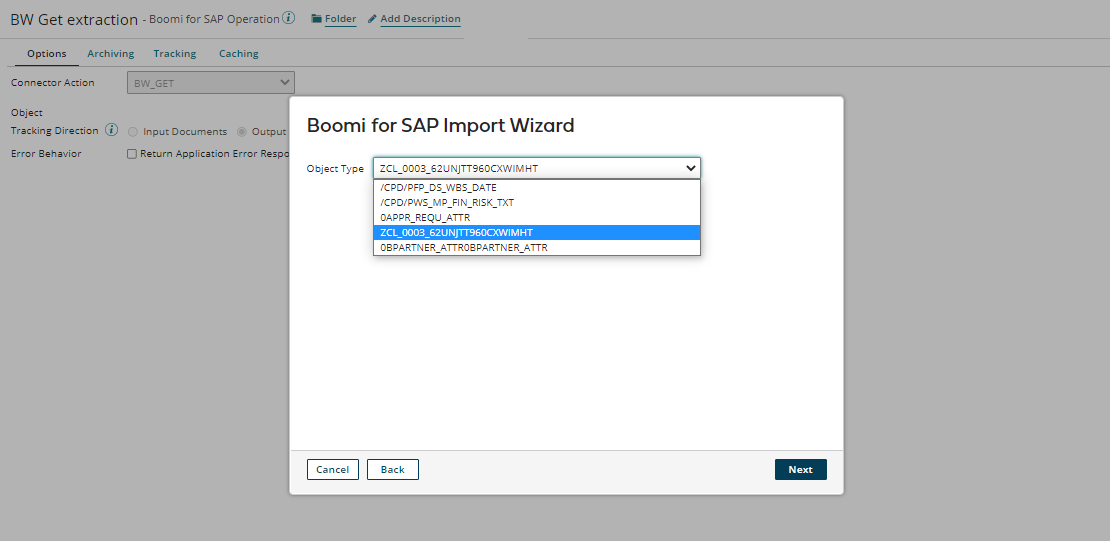 BW Get extraction - Boomi for SAP Operation i Folder Add Description
Options Archiving Tracking Caching
Connector Action BW_GET
Object
Tracking Direction i Input Documents Output
Error Behavior Return Application Error Respo
Boomi for SAP Import Wizard
Object Type ZCL_0003_62UNJTT960CXWIMHT
/CPD/PFP_DS_WBS_DATE
/CPD/PWS_MP_FIN_RISK_TXT
0APPR_REQU_ATTR
ZCL_0003_62UNJTT960CXWIMHT
0BPARTNER_ATTR0BPARTNER_ATTR
Cancel Back Next